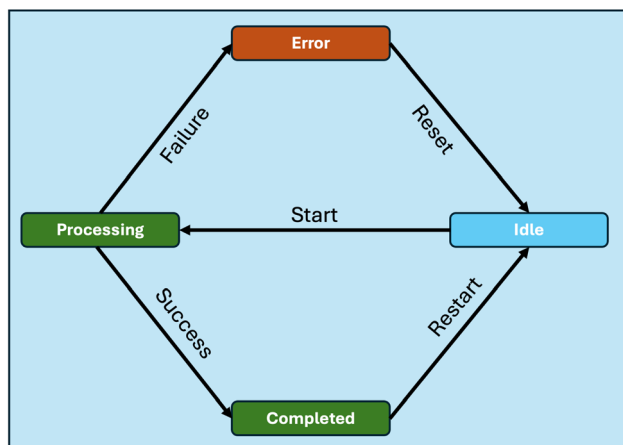 Error
Failure
Reset
Processing
Start
Idle
Success
Restart
Completed